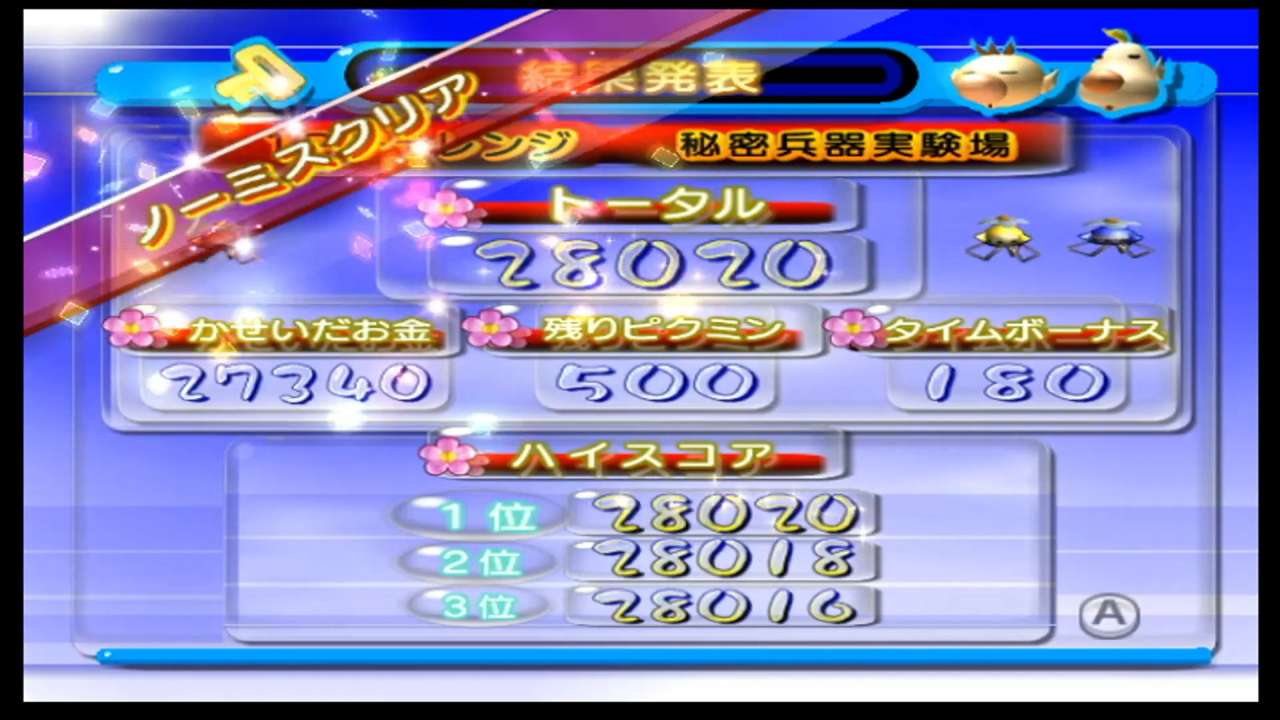 結果発表
ノーミスクリア
レンジ 秘密兵器実験場
トータル
28020
かせいだお金 残りピクミン タイムボーナス
27340 500 180
ハイスコア
1位 28020
2位 28018
3位 28016
A